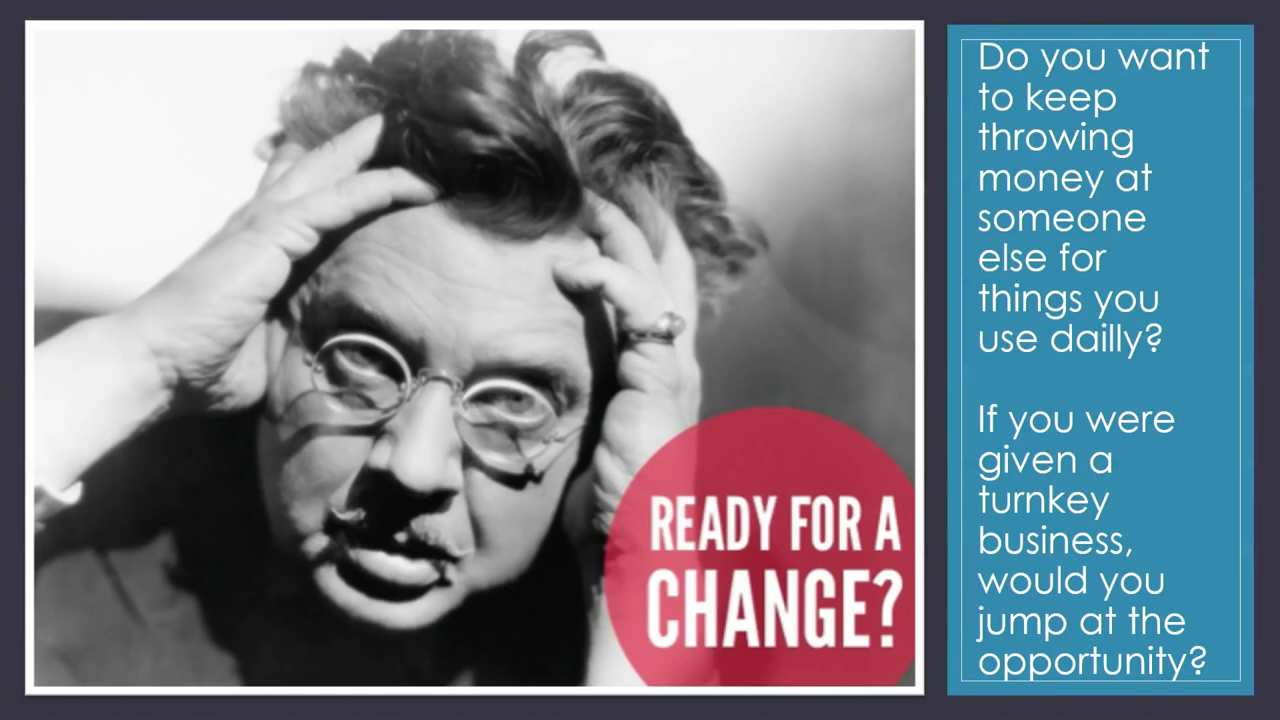 READY FOR A
CHANGE?
Do you want
to keep
throwing
money at
someone
else for
things you
use dailly?
If you were
given a
turnkey
business,
would you
jump at the
opportunity?